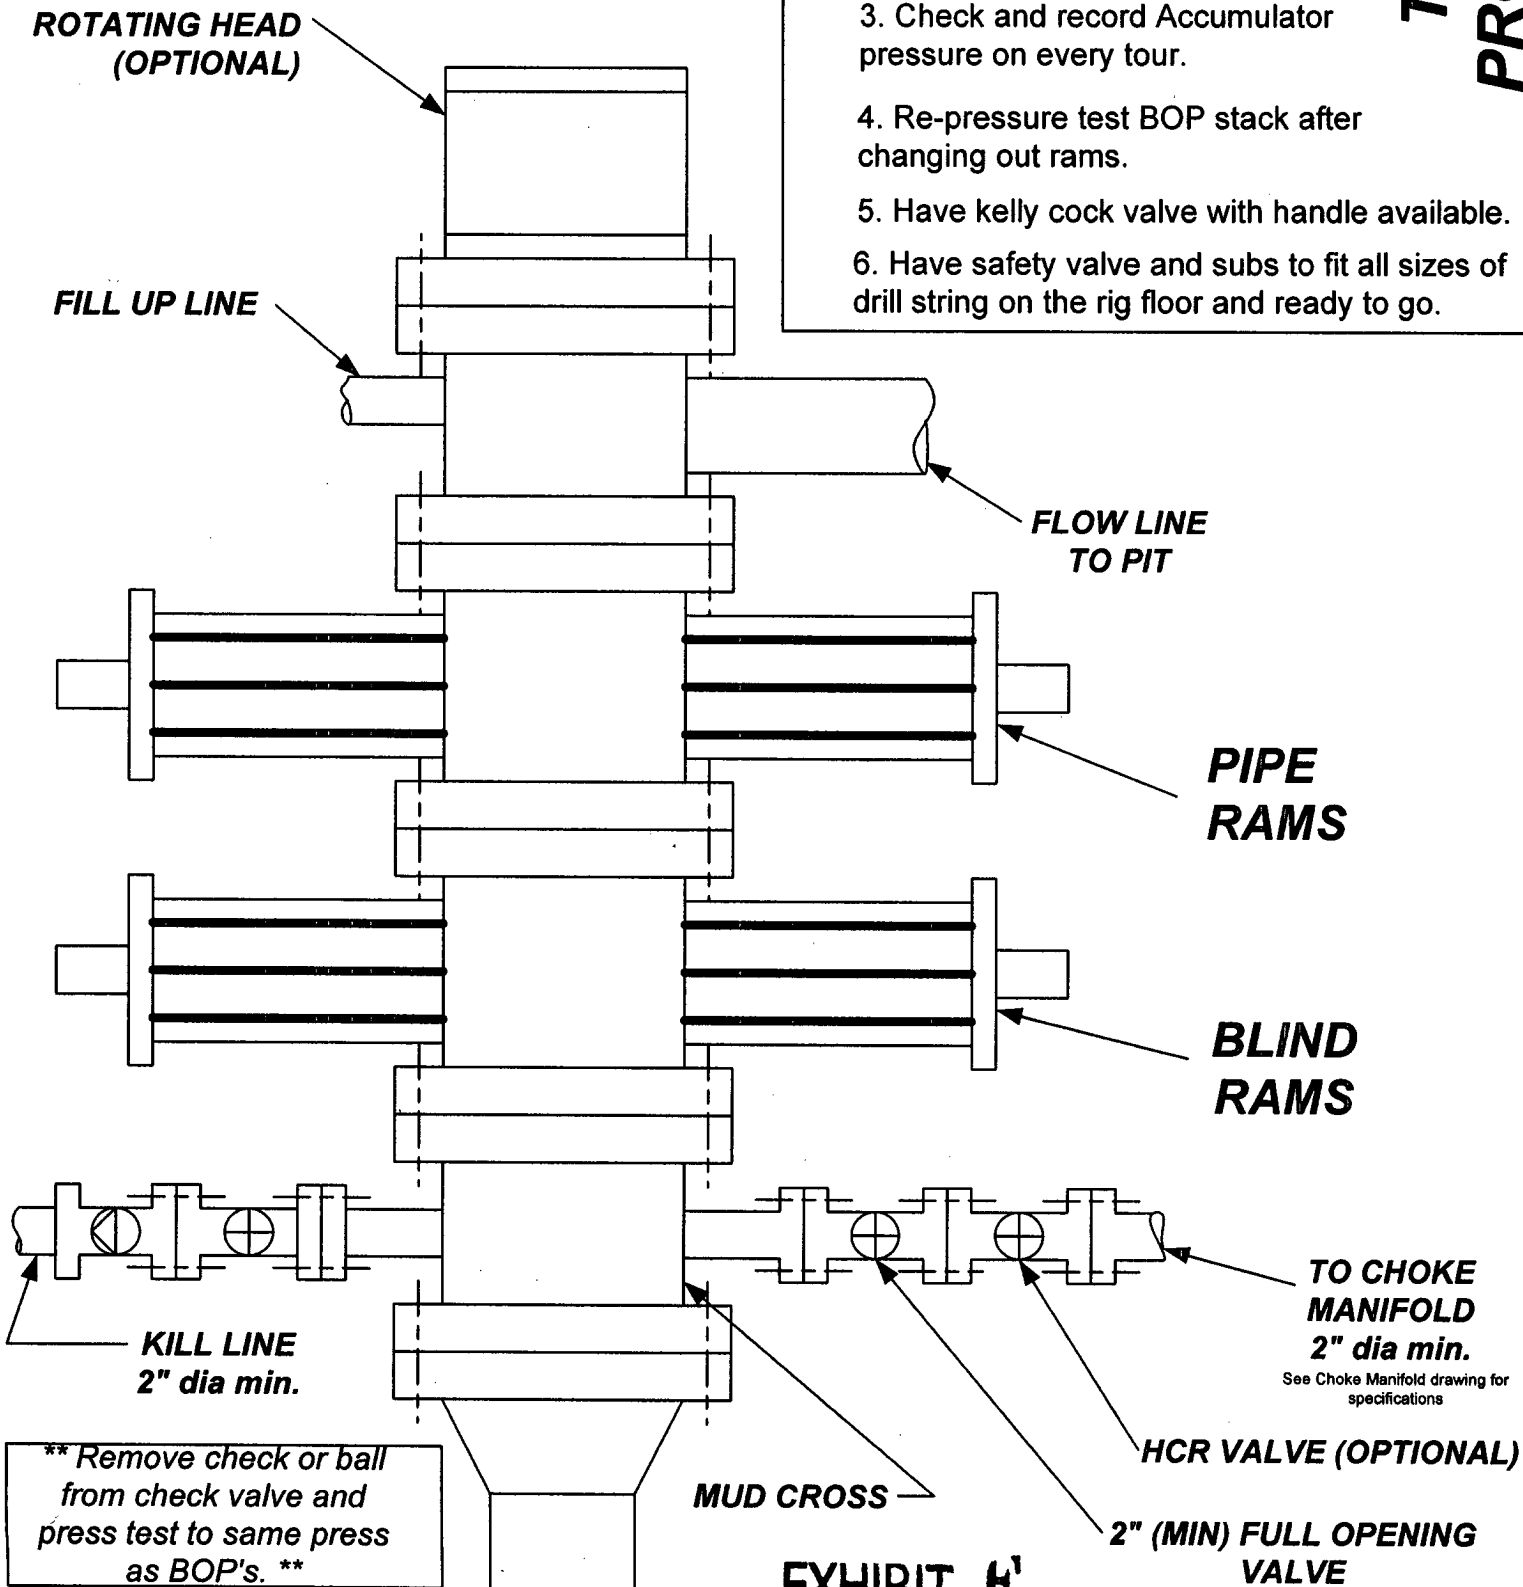 ROTATING HEAD
(OPTIONAL)
3. Check and record Accumulator
pressure on every tour.
4. Re-pressure test BOP stack after
changing out rams.
5. Have kelly cock valve with handle available.
6. Have safety valve and subs to fit all sizes of
drill string on the rig floor and ready to go.
FILL UP LINE
FLOW LINE
TO PIT
PIPE
RAMS
BLIND
RAMS
KILL LINE
2" dia min.
TO CHOKE
MANIFOLD
2" dia min.
See Choke Manifold drawing for
specifications
HCR VALVE (OPTIONAL)
MUD CROSS
2" (MIN) FULL OPENING
VALVE
** Remove check or ball
from check valve and
press test to same press
as BOP's. **
EXHIBIT